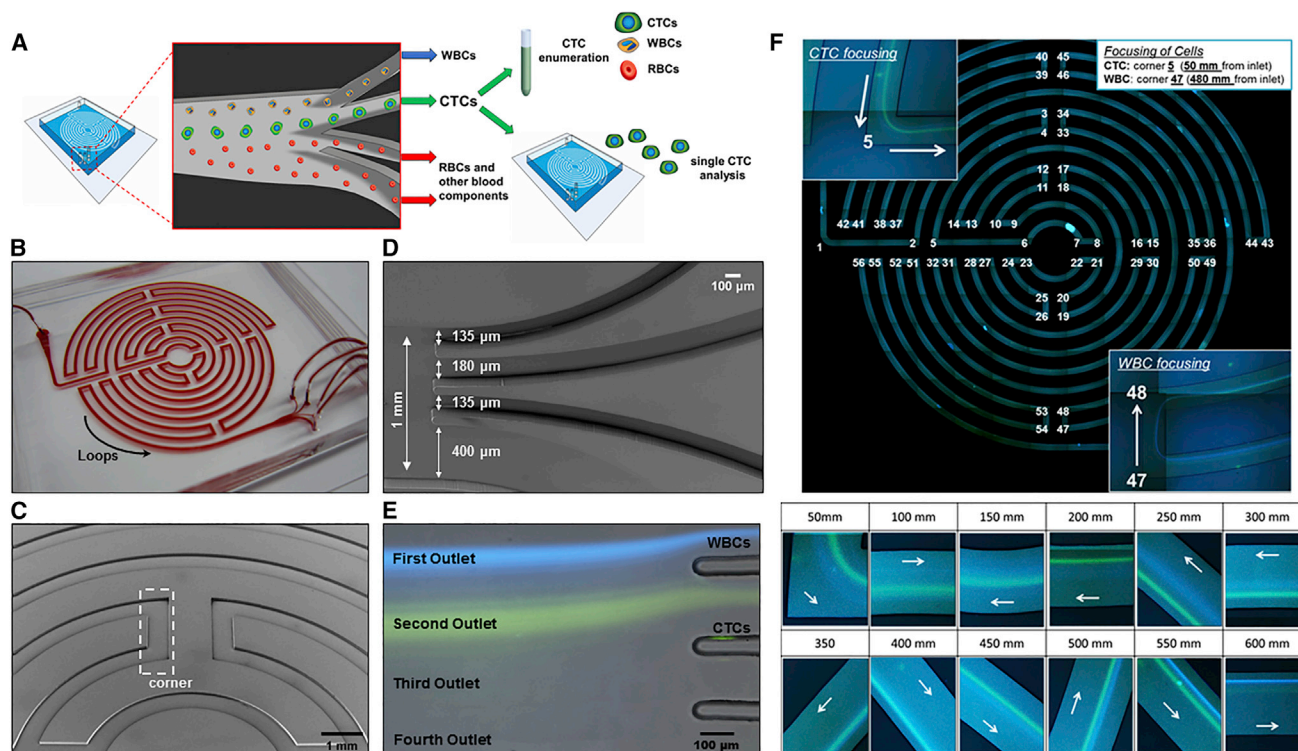 A
WBCs
CTCs
RBCs and
other blood
components
CTC
enumeration
CTCs
WBCs
RBCs
single CTC
analysis
B
Loops
C
corner
1 mm
D
100 µm
135 µm
180 µm
135 µm
400 µm
1 mm
E
First Outlet
Second Outlet
Third Outlet
Fourth Outlet
WBCs
CTCs
100 µm
F
CTC focusing
5
Focusing of Cells
CTC: corner 5 (50 mm from inlet)
WBC: corner 47 (480 mm from inlet)
40 45
39 46
3 34
4 33
12 17
11 18
42 41 38 37 14 13 10 9
1 2 5 6 7 8 16 15 35 36 44 43
56 55 52 51 32 31 28 27 24 23 22 21 29 30 50 49
25 20
26 19
53 48
54 47
WBC focusing
48
47
50mm 100 mm 150 mm 200 mm 250 mm 300 mm
350 400 mm 450 mm 500 mm 550 mm 600 mm